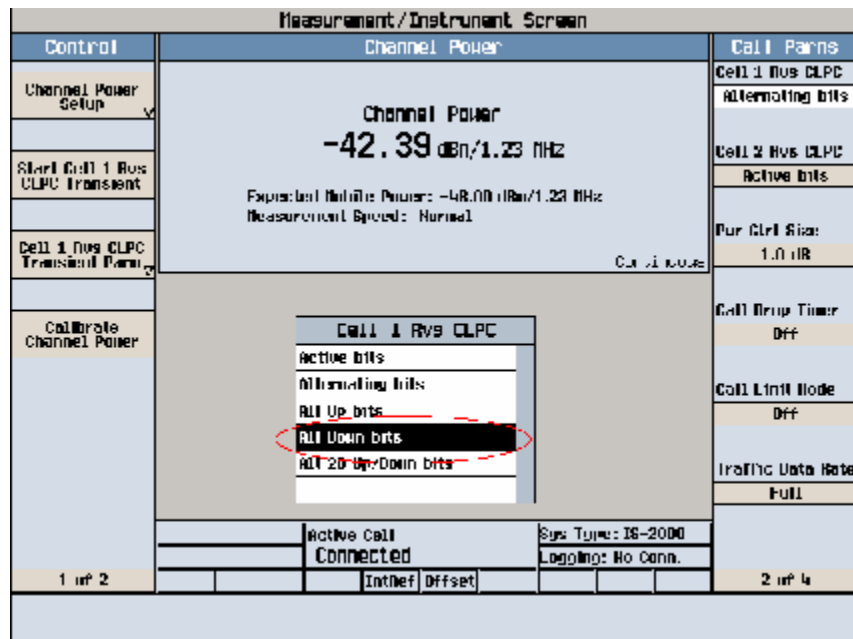 Measurement/Instrument Screen
Control
Channel Power
Call Parms
Channel Power
Setup
Start Cell 1 Rvs
CLPC Transient
Cell 1 Rvs CLPC
Transient Parm
Calibrate
Channel Power
1 of 2
Channel Power
-42.39 dBm/1.23 MHz
Expected Mobile Power: -48.00 dBm/1.23 MHz
Measurement Speed: Normal
Continuous
Cell 1 Rvs CLPC
Active bits
Alternating bits
All Up bits
All Down bits
Alt 20 Up/Down bits
Active Cell
Connected
Sys Type: IS-2000
Logging: No Conn.
IntRef
Offset
Cell 1 Rvs CLPC
Alternating bits
Cell 2 Rvs CLPC
Active bits
Pwr Ctrl Size
1.0 dB
Call Drop Timer
Off
Call Limit Mode
Off
Traffic Data Rate
Full
2 of 4